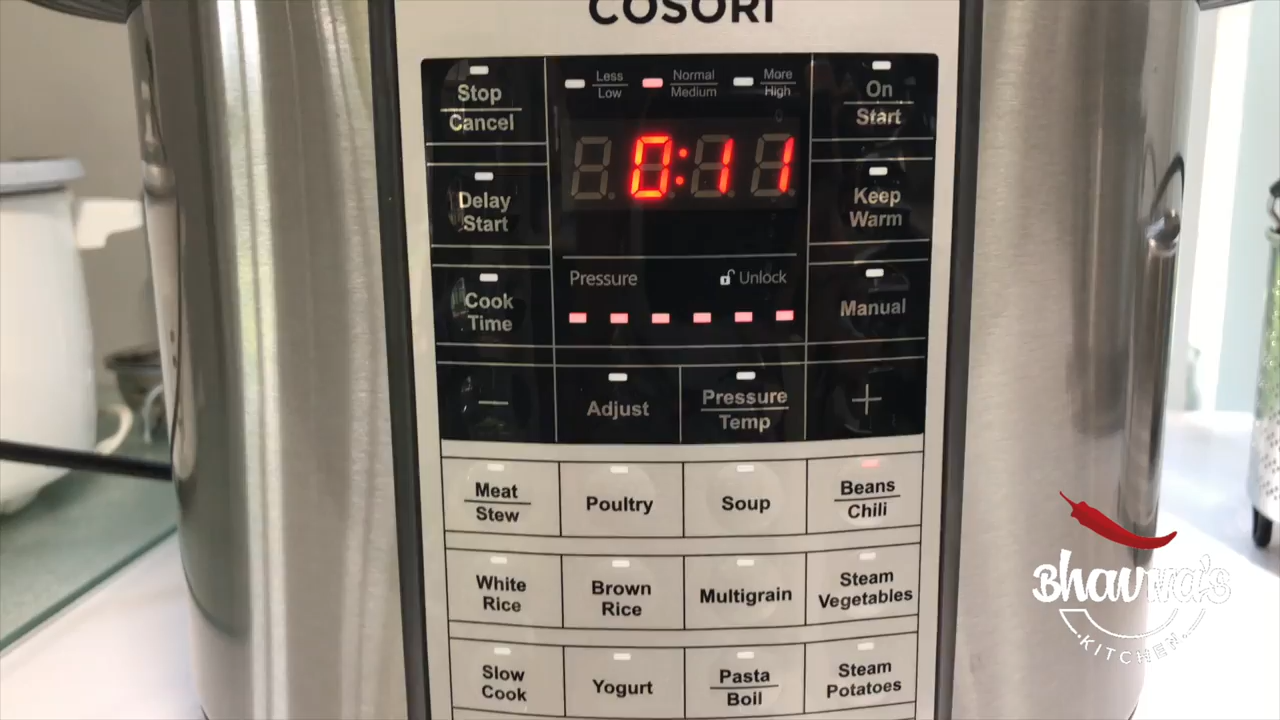 COSORI
Stop
Cancel
Less
Low
Normal
Medium
More
High
On
Start
0:11
Delay
Start
Keep
Warm
Pressure
Unlock
Cook
Time
Manual
—
Adjust
Pressure
Temp
+
Meat
Stew
Poultry
Soup
Beans
Chili
White
Rice
Brown
Rice
Multigrain
Steam
Vegetables
Slow
Cook
Yogurt
Pasta
Boil
Steam
Potatoes
Bhavna's
KITCHEN